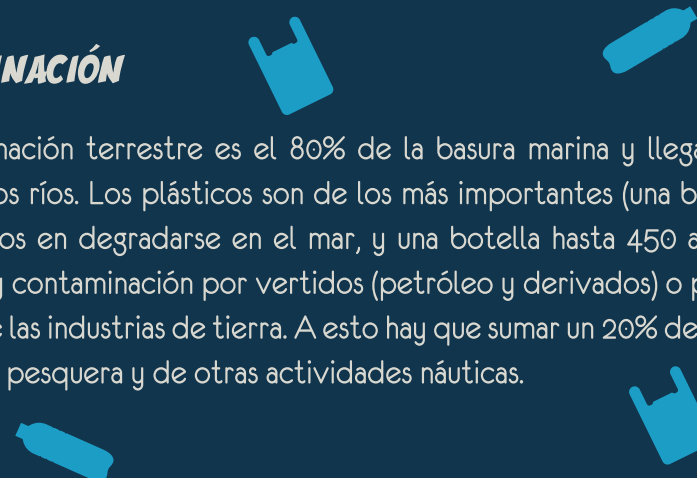 NACIÓN
nación terrestre es el 80% de la basura marina y lleg
os ríos. Los plásticos son de los más importantes (una b
os en degradarse en el mar, y una botella hasta 450 a
y contaminación por vertidos (petróleo y derivados) o p
e las industrias de tierra. A esto hay que sumar un 20% de
pesquera y de otras actividades náuticas.